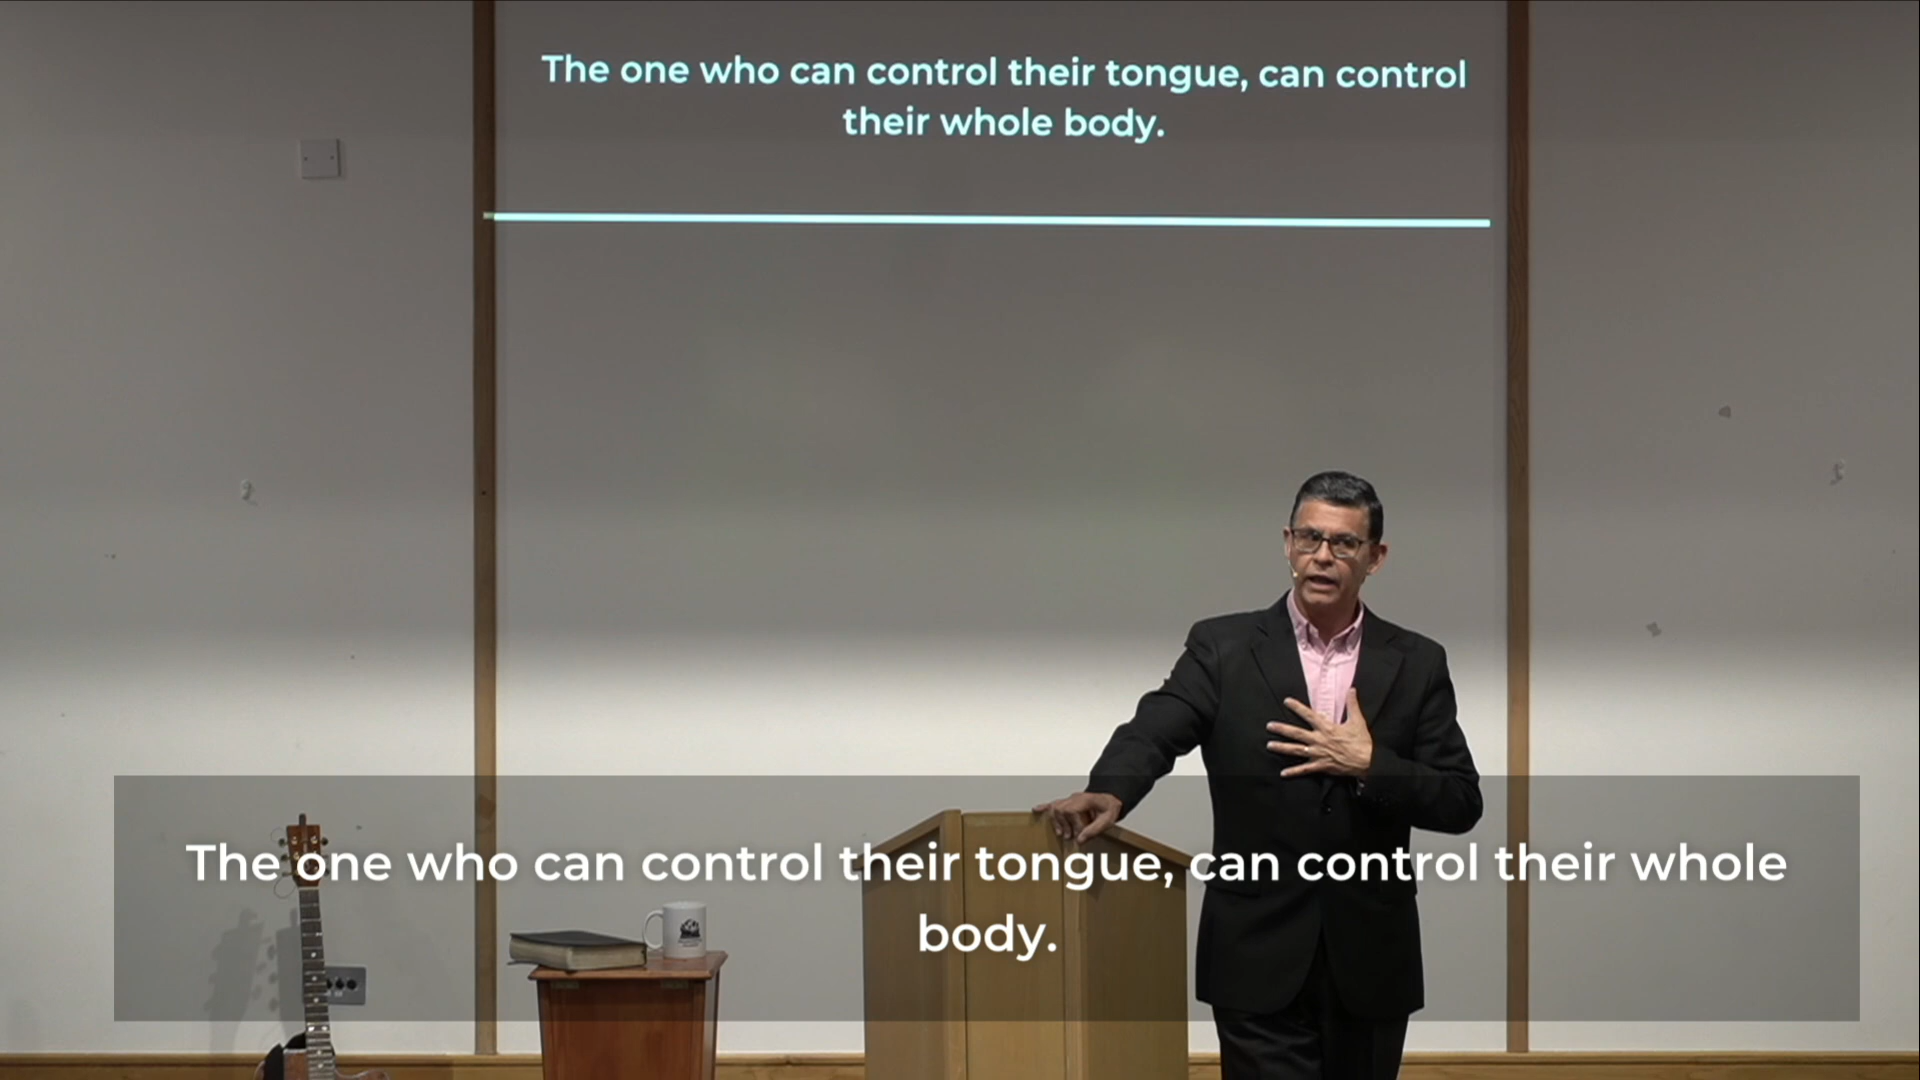 The one who can control their tongue, can control
their whole body.
The one who can control their tongue, can control their whole
body.